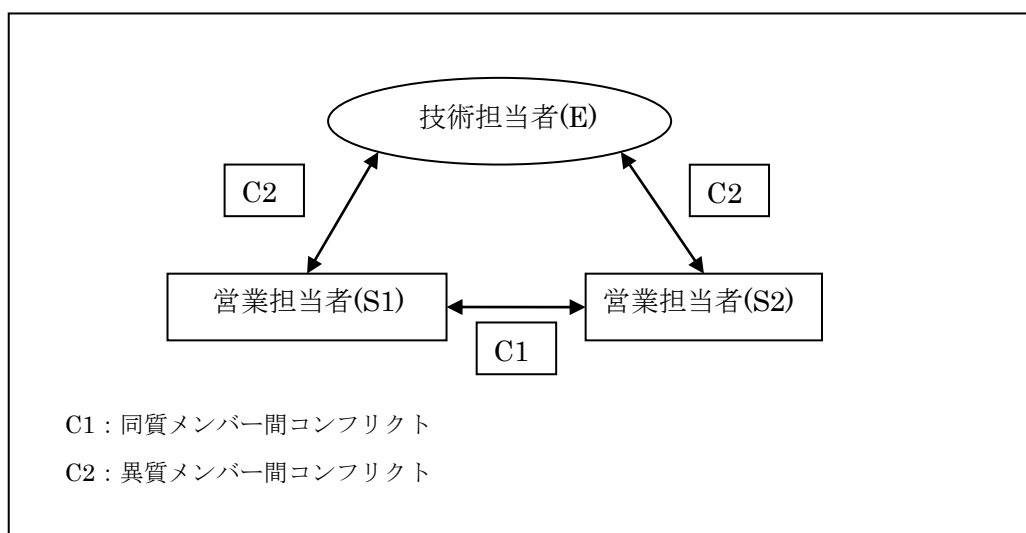 技術担当者(E)
C2
C2
営業担当者(S1)
営業担当者(S2)
C1
C1：同質メンバー間コンフリクト
C2：異質メンバー間コンフリクト